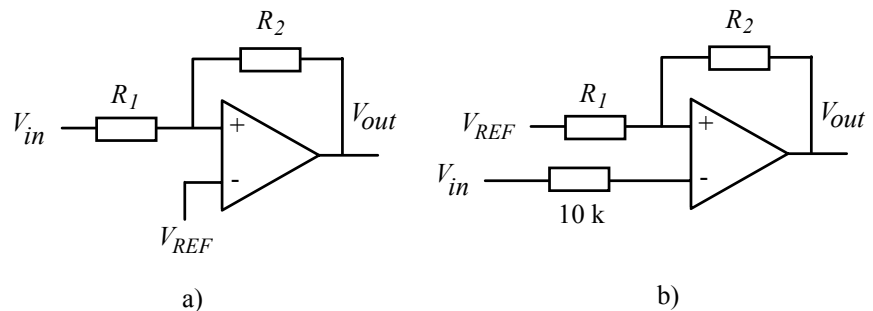 R2
R1
Vin
+
-
Vout
VREF
a)
R2
R1
VREF
+
-
Vout
Vin
10 k
b)